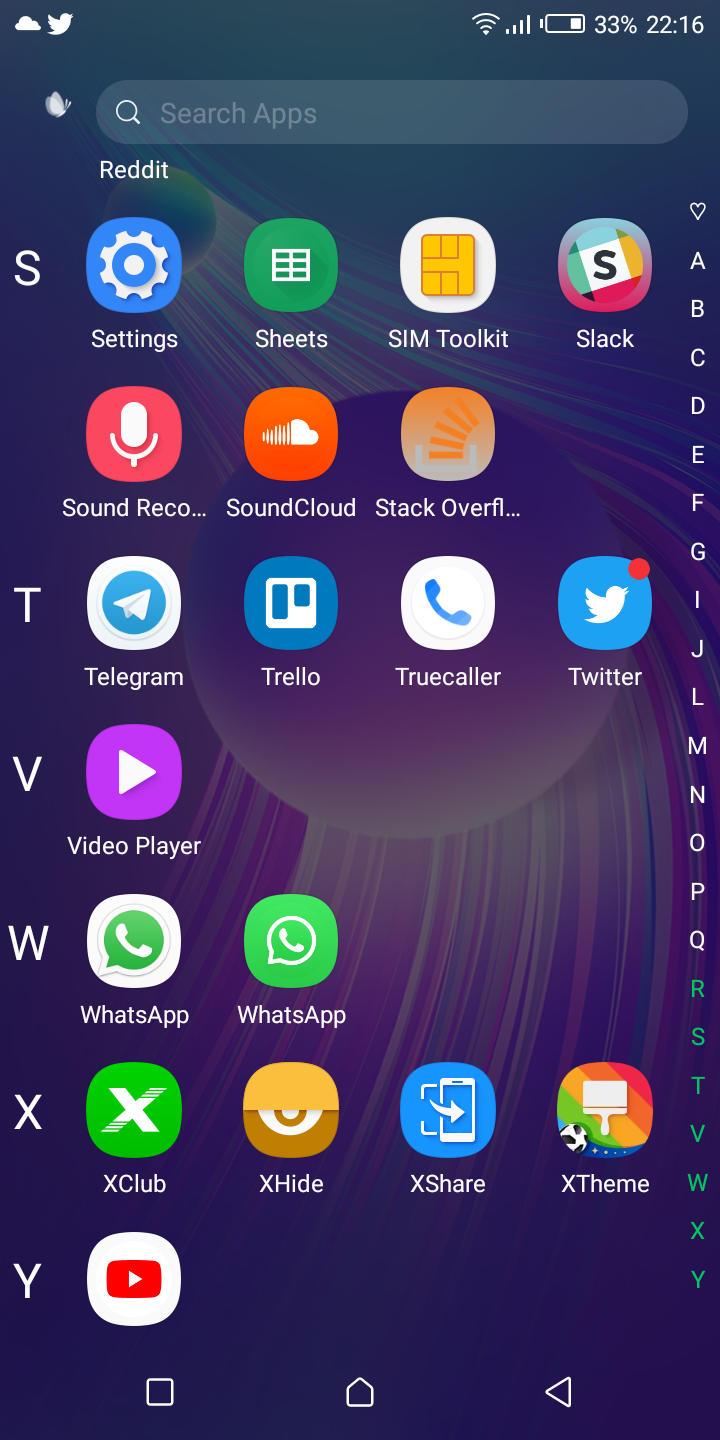 33% 22:16
Search Apps
Reddit
S
Settings Sheets SIM Toolkit Slack
Sound Reco... SoundCloud Stack Overfl...
T
Telegram Trello Truecaller Twitter
V
Video Player
W
WhatsApp WhatsApp
X
XClub XHide XShare XTheme
Y
♡
A
B
C
D
E
F
G
I
J
L
M
N
O
P
Q
R
S
T
V
W
X
Y